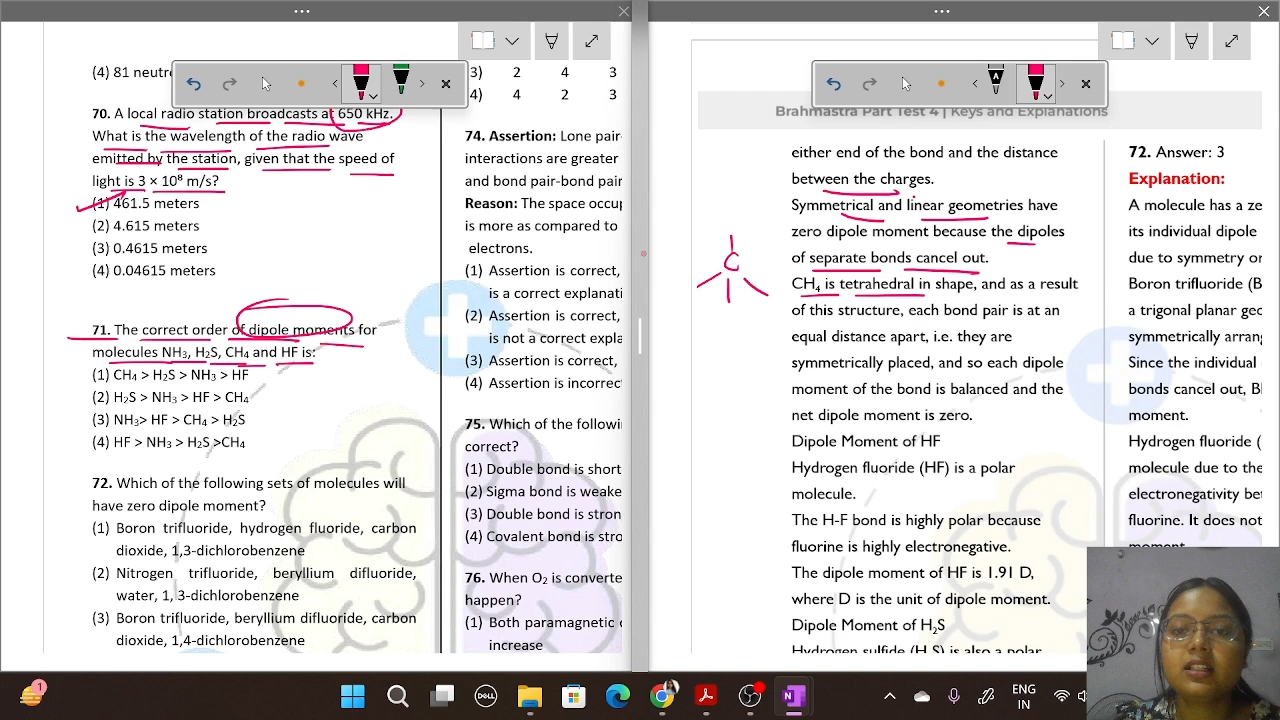 (4) 81 neutr
70. A local radio station broadcasts at 650 kHz.
What is the wavelength of the radio wave
emitted by the station, given that the speed of
light is 3 × 10⁸ m/s?
(1) 461.5 meters
(2) 4.615 meters
(3) 0.4615 meters
(4) 0.04615 meters
71. The correct order of dipole moments for
molecules NH₃, H₂S, CH₄ and HF is:
(1) CH₄ > H₂S > NH₃ > HF
(2) H₂S > NH₃ > HF > CH₄
(3) NH₃> HF > CH₄ > H₂S
(4) HF > NH₃ > H₂S >CH₄
72. Which of the following sets of molecules will
have zero dipole moment?
(1) Boron trifluoride, hydrogen fluoride, carbon
dioxide, 1,3-dichlorobenzene
(2) Nitrogen trifluoride, beryllium difluoride,
water, 1, 3-dichlorobenzene
(3) Boron trifluoride, beryllium difluoride, carbon
dioxide, 1,4-dichlorobenzene
3) 2 4 3
4) 4 2 3
74. Assertion: Lone pair-
interactions are greater
and bond pair-bond pair
Reason: The space occup
is more as compared to
electrons.
(1) Assertion is correct,
is a correct explanati
(2) Assertion is correct,
is not a correct expla
(3) Assertion is correct,
(4) Assertion is incorrect
75. Which of the followi
correct?
(1) Double bond is short
(2) Sigma bond is weake
(3) Double bond is stron
(4) Covalent bond is stro
76. When O₂ is converte
happen?
(1) Both paramagnetic
increase
Brahmastra Part Test 4 | Keys and Explanations
either end of the bond and the distance
between the charges.
Symmetrical and linear geometries have
zero dipole moment because the dipoles
of separate bonds cancel out.
C
CH₄ is tetrahedral in shape, and as a result
of this structure, each bond pair is at an
equal distance apart, i.e. they are
symmetrically placed, and so each dipole
moment of the bond is balanced and the
net dipole moment is zero.
Dipole Moment of HF
Hydrogen fluoride (HF) is a polar
molecule.
The H-F bond is highly polar because
fluorine is highly electronegative.
The dipole moment of HF is 1.91 D,
where D is the unit of dipole moment.
Dipole Moment of H₂S
Hydrogen sulfide (H₂S) is also a polar
72. Answer: 3
Explanation:
A molecule has a ze
its individual dipole
due to symmetry or
Boron trifluoride (B
a trigonal planar geo
symmetrically arrang
Since the individual
bonds cancel out, B
moment.
Hydrogen fluoride (
molecule due to the
electronegativity bet
fluorine. It does not
moment
1
DELL
ENG
IN